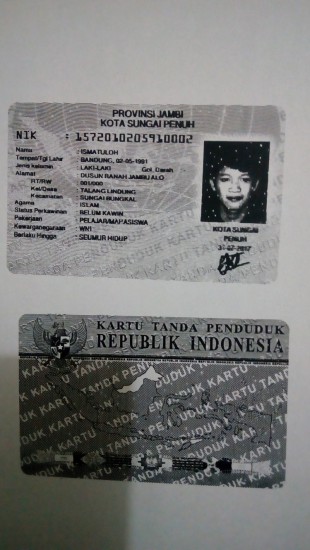 PROVINSI JAMBI
KOTA SUNGAI PENUH
NIK : 1572010205910002
Nama : ISMATULOH
Tempat/Tgl Lahir : BANDUNG, 02-05-1991
Jenis kelamin : LAKI-LAKI Gol. Darah
Alamat : DUSUN RANAH JAMBU ALO
RT/RW : 001/000
Kel/Desa : TALANG LINDUNG
Kecamatan : SUNGAI BUNGKAL
Agama : ISLAM
Status Perkawinan : BELUM KAWIN
Pekerjaan : PELAJAR/MAHASISWA
Kewarganegaraan : WNI
Berlaku Hingga : SEUMUR HIDUP
KOTA SUNGAI
PENUH
KARTU TANDA PENDUDUK
REPUBLIK INDONESIA